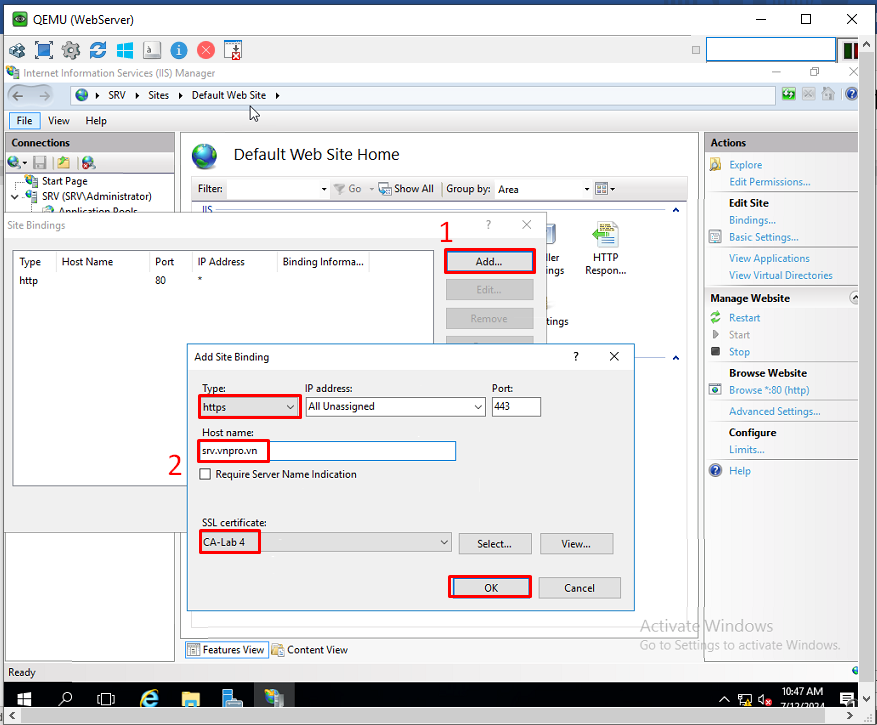 QEMU (WebServer)
Internet Information Services (IIS) Manager
SRV Sites Default Web Site
File View Help
Connections
Start Page
SRV (SRV\Administrator)
Application Pools
Default Web Site Home
Filter: Go Show All Group by: Area
IIS
HTTP
Respon...
Site Bindings ?
Type Host Name Port IP Address Binding Informa...
http 80 *
1
Add...
Edit...
Remove
Add Site Binding ?
Type: IP address: Port:
https All Unassigned 443
Host name:
srv.vnpro.vn
2
Require Server Name Indication
SSL certificate:
CA-Lab 4 Select... View...
OK Cancel
Features View Content View
Ready
Actions
Explore
Edit Permissions...
Edit Site
Bindings...
Basic Settings...
View Applications
View Virtual Directories
Manage Website
Restart
Start
Stop
Browse Website
Browse *:80 (http)
Advanced Settings...
Configure
Limits...
Help
Activate Windows
Go to Settings to activate Windows.
10:47 AM
7/12/2024